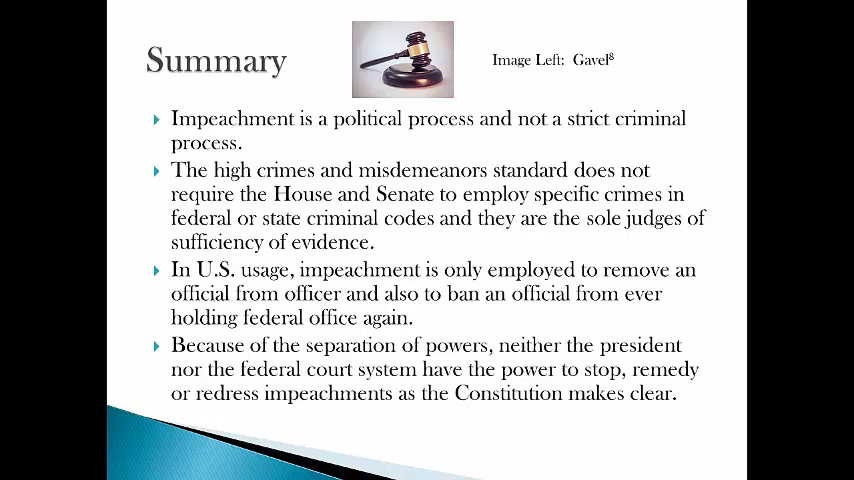 Summary
Image Left: Gavel8
Impeachment is a political process and not a strict criminal
process.
The high crimes and misdemeanors standard does not
require the House and Senate to employ specific crimes in
federal or state criminal codes and they are the sole judges of
sufficiency of evidence.
In U.S. usage, impeachment is only employed to remove an
official from officer and also to ban an official from ever
holding federal office again.
Because of the separation of powers, neither the president
nor the federal court system have the power to stop, remedy
or redress impeachments as the Constitution makes clear.